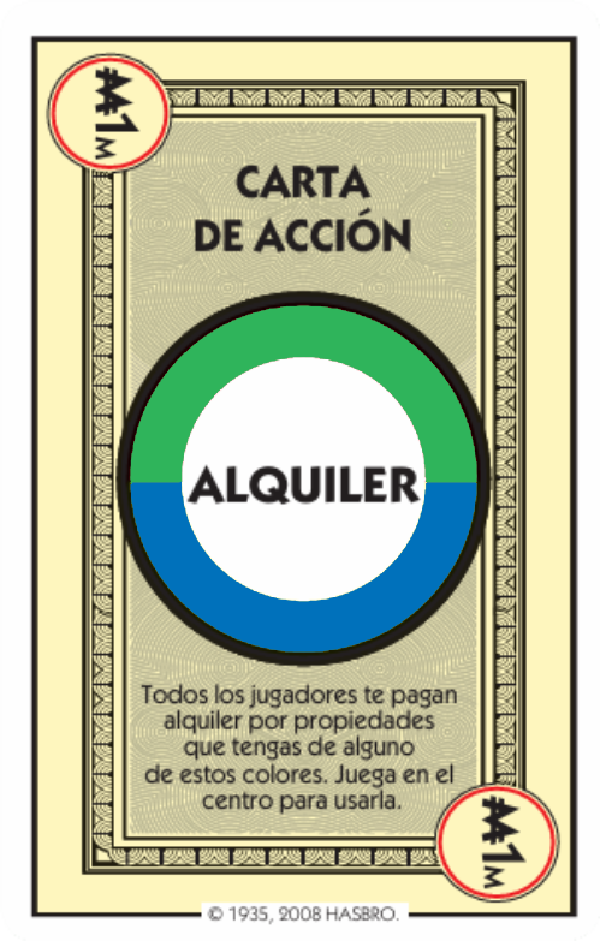 ₩1M
CARTA
DE ACCIÓN
ALQUILER
Todos los jugadores te pagan
alquiler por propiedades
que tengas de alguno
de estos colores. Juega en el
centro para usarla.
₩1M
© 1935, 2008 HASBRO.